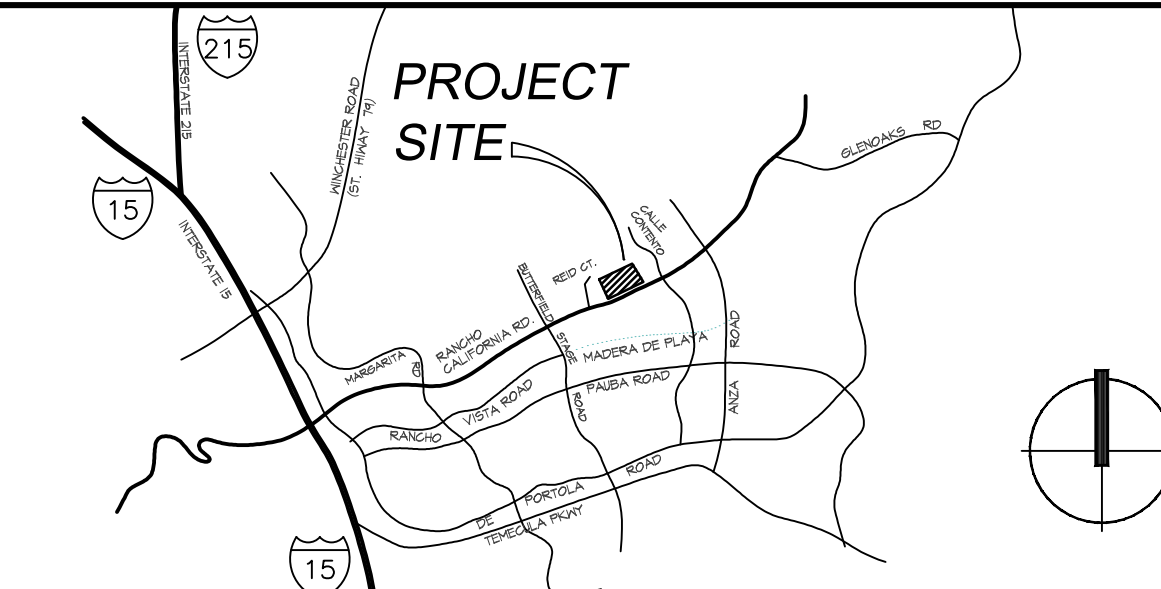 215
INTERSTATE 215
WINCHESTER ROAD
(ST. HIWAY 79)
PROJECT
SITE
GLENOAKS RD
15
INTERSTATE 15
CALLE
CONTENTO
REID CT.
BUTTERFIELD
STAGE
ROAD
RANCHO
CALIFORNIA RD.
MARGARITA
RD
MADERA DE PLAYA
ROAD
ANZA
PAUBA ROAD
RANCHO
VISTA ROAD
DE
PORTOLA
ROAD
TEMECULA PKWY
15